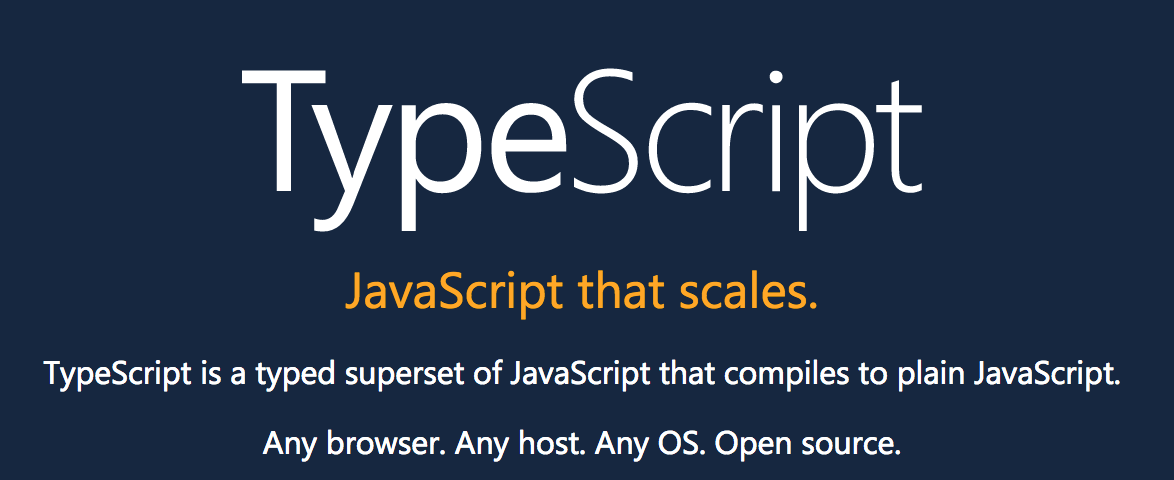 TypeScript
JavaScript that scales.
TypeScript is a typed superset of JavaScript that compiles to plain JavaScript.
Any browser. Any host. Any OS. Open source.